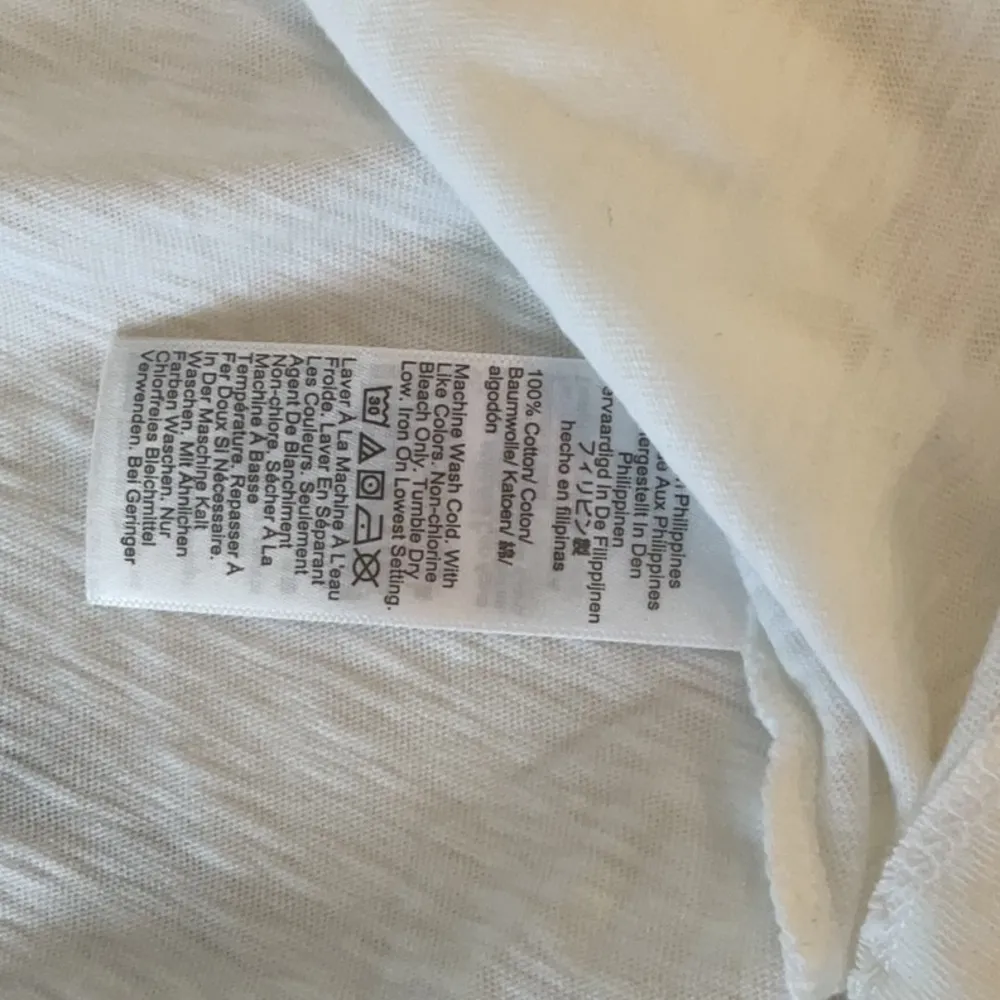 Philippines
Aux Philippines
In Den
Philippinen
In De Filippijnen
フィリピン製
hecho en filipinas
100% Cotton/ Coton/
Baumwolle/ Katoen/ 綿/
algodón
Machine Wash Cold. With
Like Colors. Non-chlorine
Bleach Only. Tumble Dry
Low. Iron On Lowest Setting.
30
Laver À La Machine À L'eau
Froide. Laver En Séparant
Les Couleurs. Seulement
Agent De Blanchiment
Non-chlore. Sécher À La
Machine À Basse
Température. Repasser À
Fer Doux Si Nécessaire.
In Der Maschine Kalt
Waschen. Mit Ähnlichen
Farben Waschen. Nur
Chlorfreies Bleichmittel
Verwenden. Bei Geringer